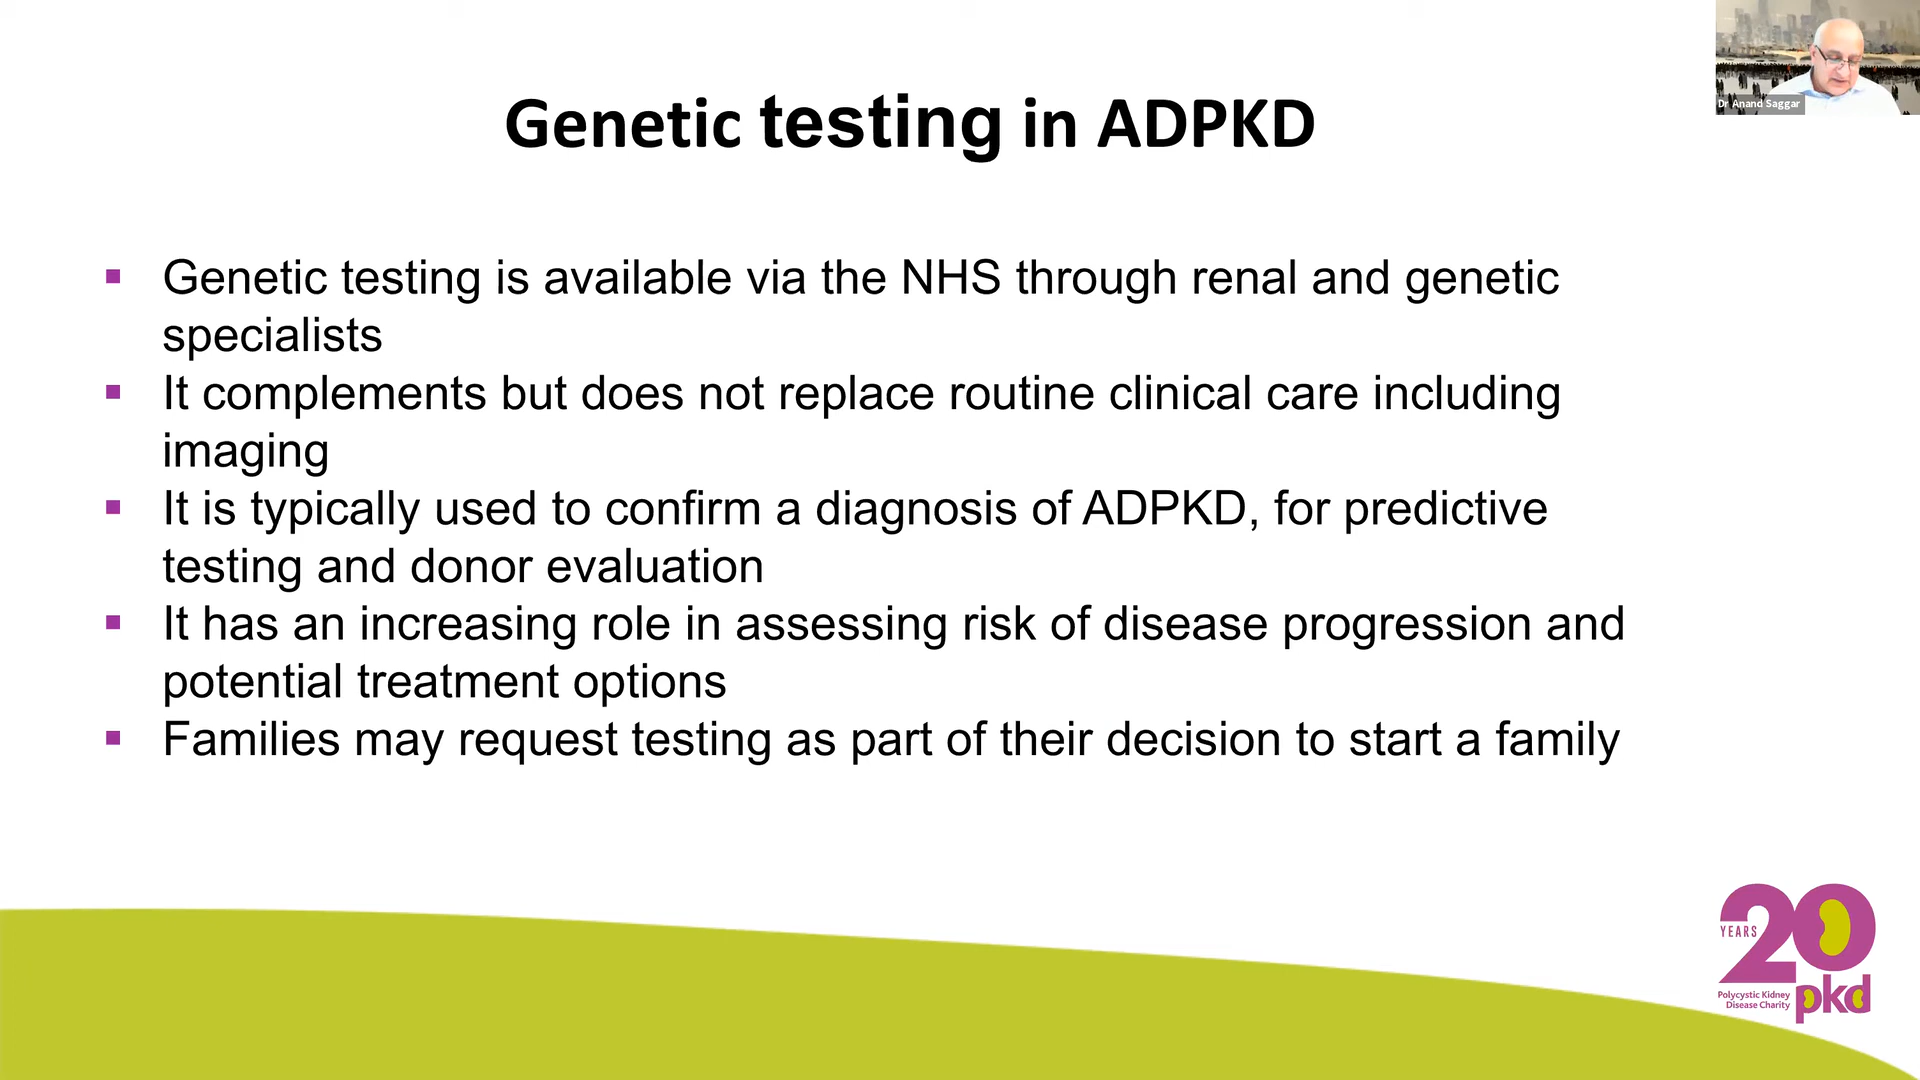 Dr Anand Saggar
Genetic testing in ADPKD
▪ Genetic testing is available via the NHS through renal and genetic
specialists
▪ It complements but does not replace routine clinical care including
imaging
▪ It is typically used to confirm a diagnosis of ADPKD, for predictive
testing and donor evaluation
▪ It has an increasing role in assessing risk of disease progression and
potential treatment options
▪ Families may request testing as part of their decision to start a family
20
YEARS
Polycystic Kidney
Disease Charity
pkd